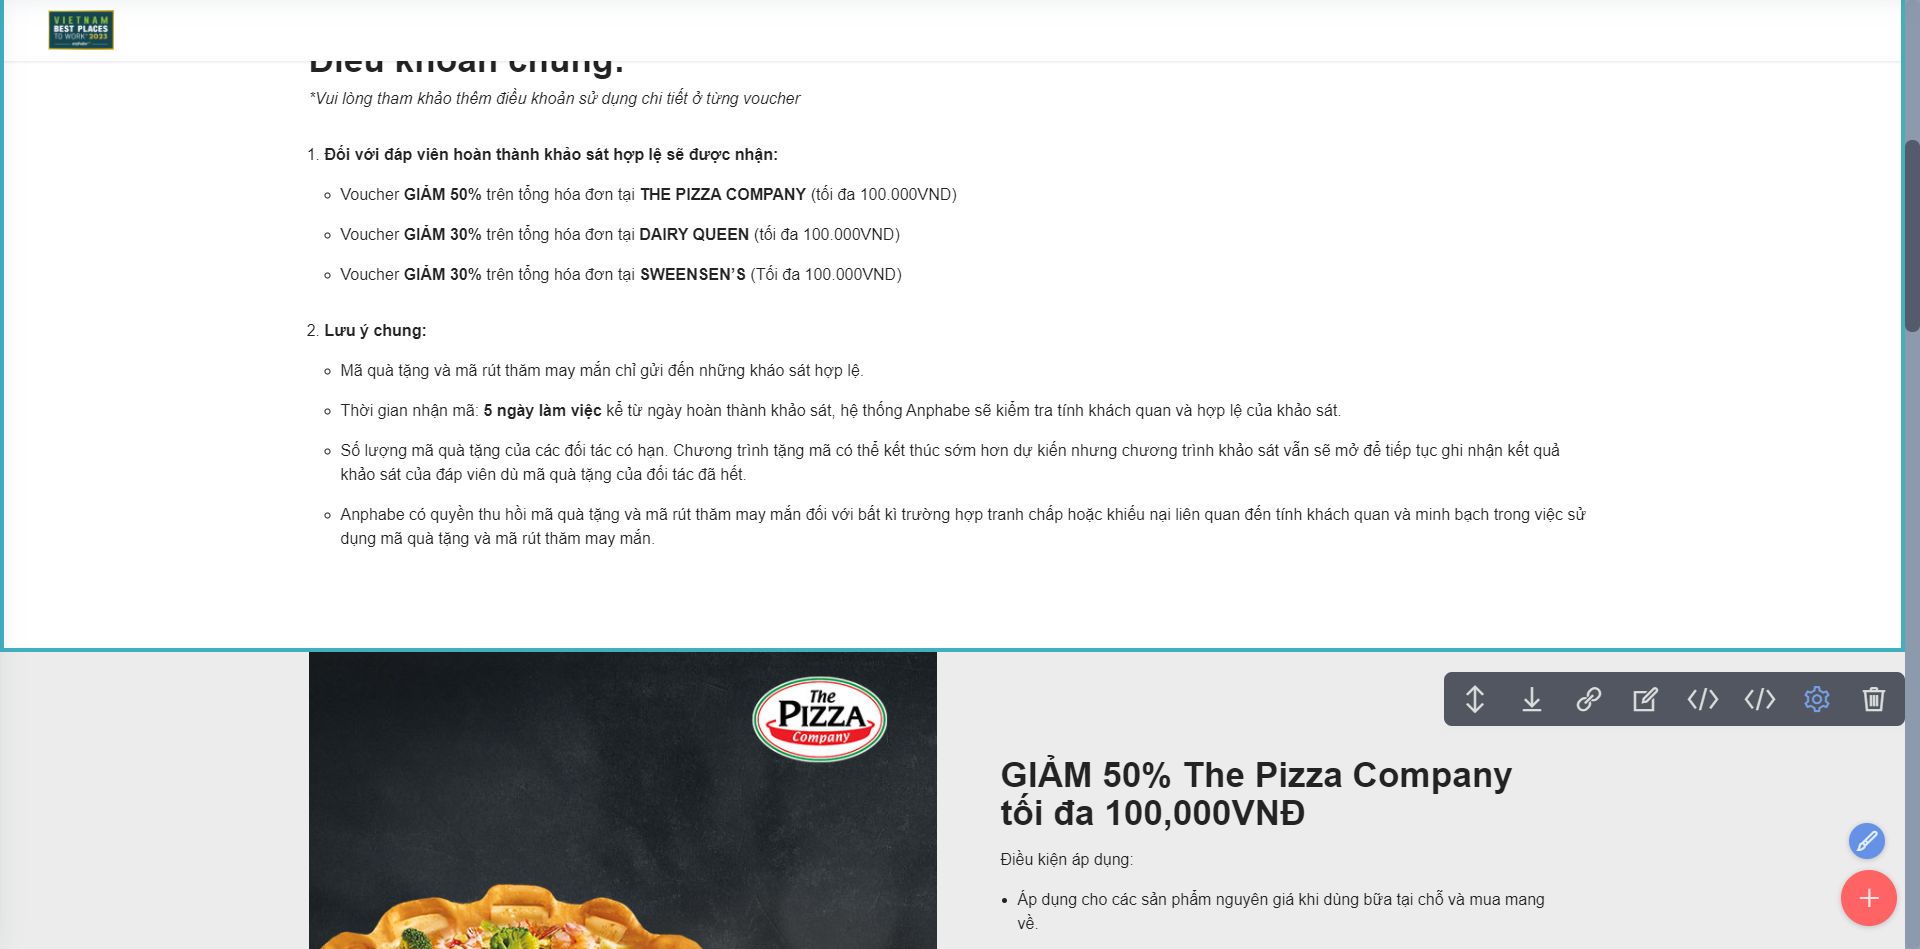 VIETNAM
BEST PLACES
TO WORK 2023
anphabe
Điều khoản chung:
*Vui lòng tham khảo thêm điều khoản sử dụng chi tiết ở từng voucher
1. Đối với đáp viên hoàn thành khảo sát hợp lệ sẽ được nhận:
Voucher GIẢM 50% trên tổng hóa đơn tại THE PIZZA COMPANY (tối đa 100.000VND)
Voucher GIẢM 30% trên tổng hóa đơn tại DAIRY QUEEN (tối đa 100.000VND)
Voucher GIẢM 30% trên tổng hóa đơn tại SWEENSEN’S (Tối đa 100.000VND)
2. Lưu ý chung:
Mã quà tặng và mã rút thăm may mắn chỉ gửi đến những kháo sát hợp lệ.
Thời gian nhận mã: 5 ngày làm việc kể từ ngày hoàn thành khảo sát, hệ thống Anphabe sẽ kiểm tra tính khách quan và hợp lệ của khảo sát.
Số lượng mã quà tặng của các đối tác có hạn. Chương trình tặng mã có thể kết thúc sớm hơn dự kiến nhưng chương trình khảo sát vẫn sẽ mở để tiếp tục ghi nhận kết quả
khảo sát của đáp viên dù mã quà tặng của đối tác đã hết.
Anphabe có quyền thu hồi mã quà tặng và mã rút thăm may mắn đối với bất kì trường hợp tranh chấp hoặc khiếu nại liên quan đến tính khách quan và minh bạch trong việc sử
dụng mã quà tặng và mã rút thăm may mắn.
The
PIZZA
Company
GIẢM 50% The Pizza Company
tối đa 100,000VNĐ
Điều kiện áp dụng:
Áp dụng cho các sản phẩm nguyên giá khi dùng bữa tại chỗ và mua mang
về.